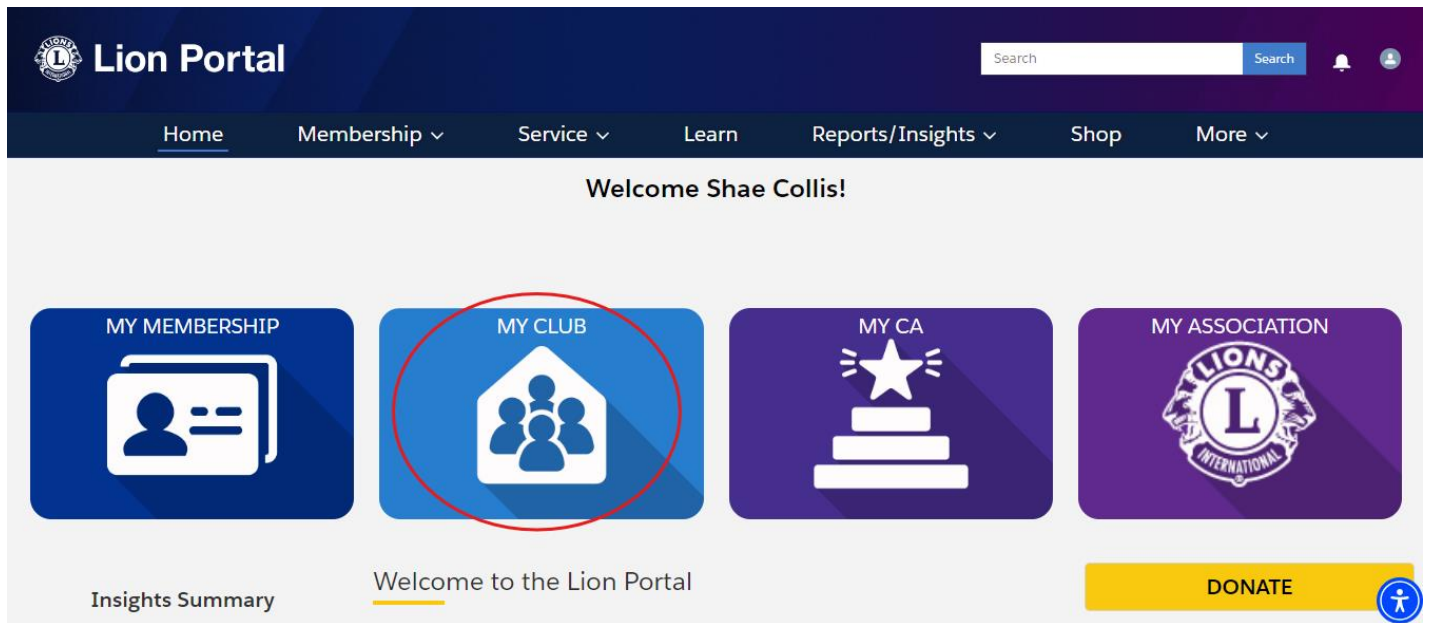 Lion Portal
Search Search
Home Membership Service Learn Reports/Insights Shop More
Welcome Shae Collis!
MY MEMBERSHIP MY CLUB MY CA MY ASSOCIATION
LIONS
L
INTERNATIONAL
Insights Summary
Welcome to the Lion Portal
DONATE